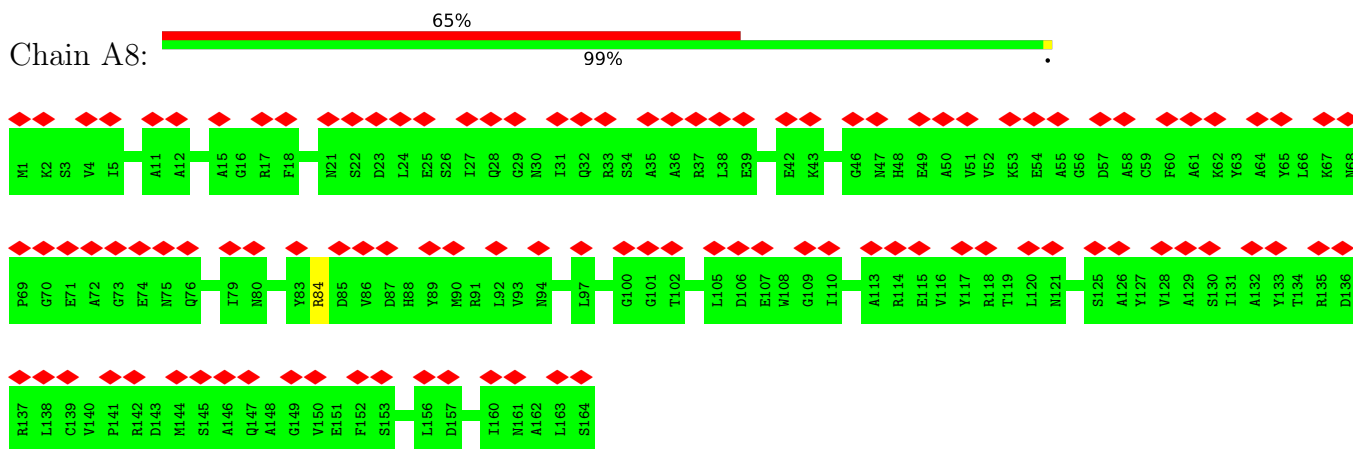 65%
Chain A8:
99%
.
M1 K2 S3 V4 I5 A11 A12 A15 G16 R17 F18 N21 S22 D23 L24 E25 S26 I27 Q28 G29 N30 I31 Q32 R33 S34 A35 A36 R37 L38 E39 E42 K43 G46 N47 H48 E49 A50 V51 V52 K53 E54 A55 G56 D57 A58 C59 F60 A61 K62 Y63 A64 Y65 L66 K67 N68
P69 G70 E71 A72 G73 E74 N75 Q76 I79 N80 Y83 R84 D85 V86 D87 H88 Y89 M90 R91 L92 V93 N94 L97 G100 G101 T102 L105 D106 E107 W108 G109 I110 A113 R114 E115 V116 Y117 R118 T119 L120 N121 S125 A126 Y127 V128 A129 S130 I131 A132 Y133 T134 R135 D136
R137 L138 C139 V140 P141 R142 D143 M144 S145 A146 Q147 A148 G149 V150 E151 F152 S153 L156 D157 I160 N161 A162 L163 S164